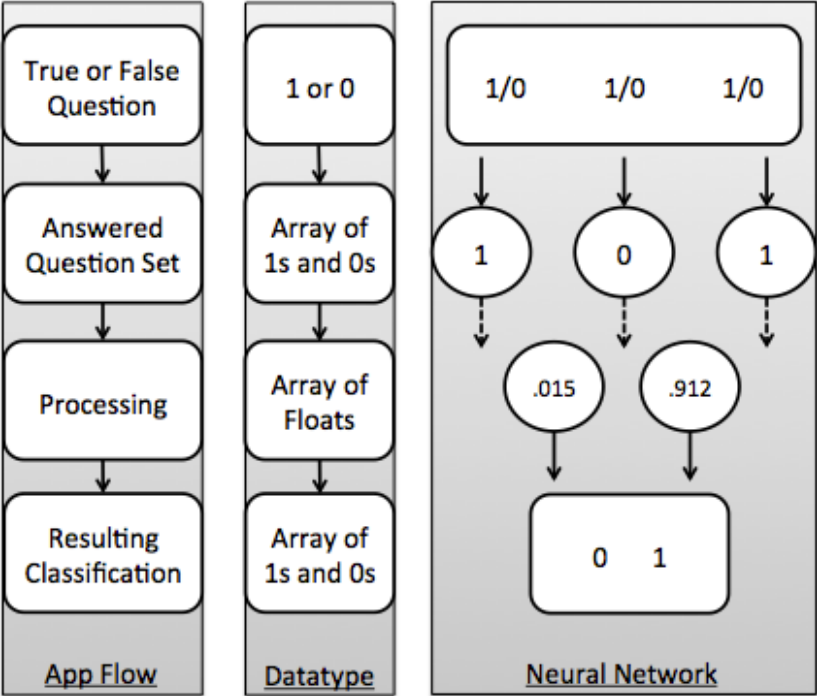 True or False
Question
Answered
Question Set
Processing
Resulting
Classification
App Flow
1 or 0
Array of
1s and 0s
Array of
Floats
Array of
1s and 0s
Datatype
1/0 1/0 1/0
1 0 1
.015 .912
0 1
Neural Network